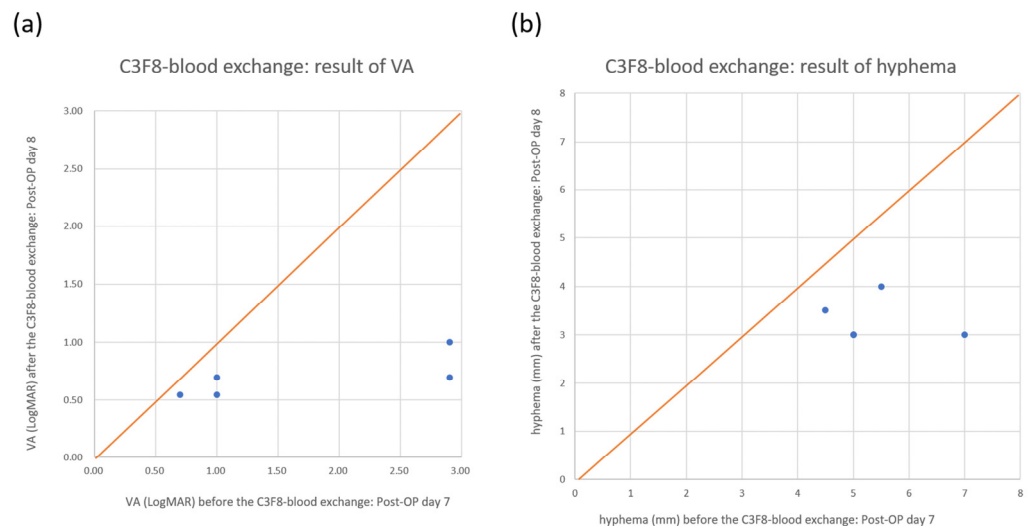 (a)
C3F8-blood exchange: result of VA
VA (LogMAR) after the C3F8-blood exchange: Post-OP day 8
3.00
2.50
2.00
1.50
1.00
0.50
0.00
0.00 0.50 1.00 1.50 2.00 2.50 3.00
VA (LogMAR) before the C3F8-blood exchange: Post-OP day 7
(b)
C3F8-blood exchange: result of hyphema
hyphema (mm) after the C3F8-blood exchange: Post-OP day 8
8
7
6
5
4
3
2
1
0
0 1 2 3 4 5 6 7 8
hyphema (mm) before the C3F8-blood exchange: Post-OP day 7